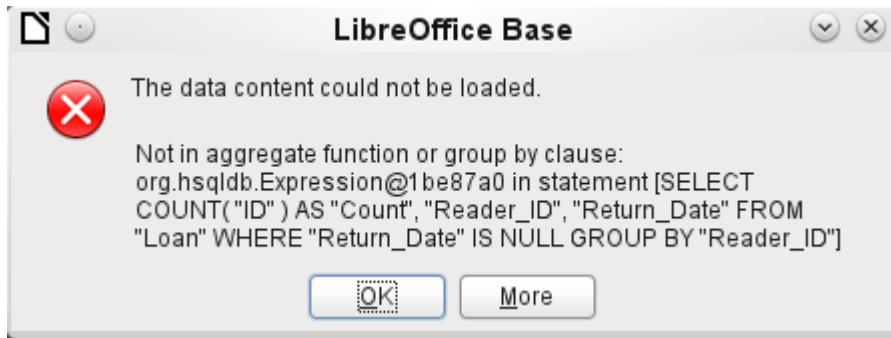 LibreOffice Base
The data content could not be loaded.
Not in aggregate function or group by clause:
org.hsqldb.Expression@1be87a0 in statement [SELECT
COUNT( "ID" ) AS "Count", "Reader_ID", "Return_Date" FROM
"Loan" WHERE "Return_Date" IS NULL GROUP BY "Reader_ID"]
OK
More